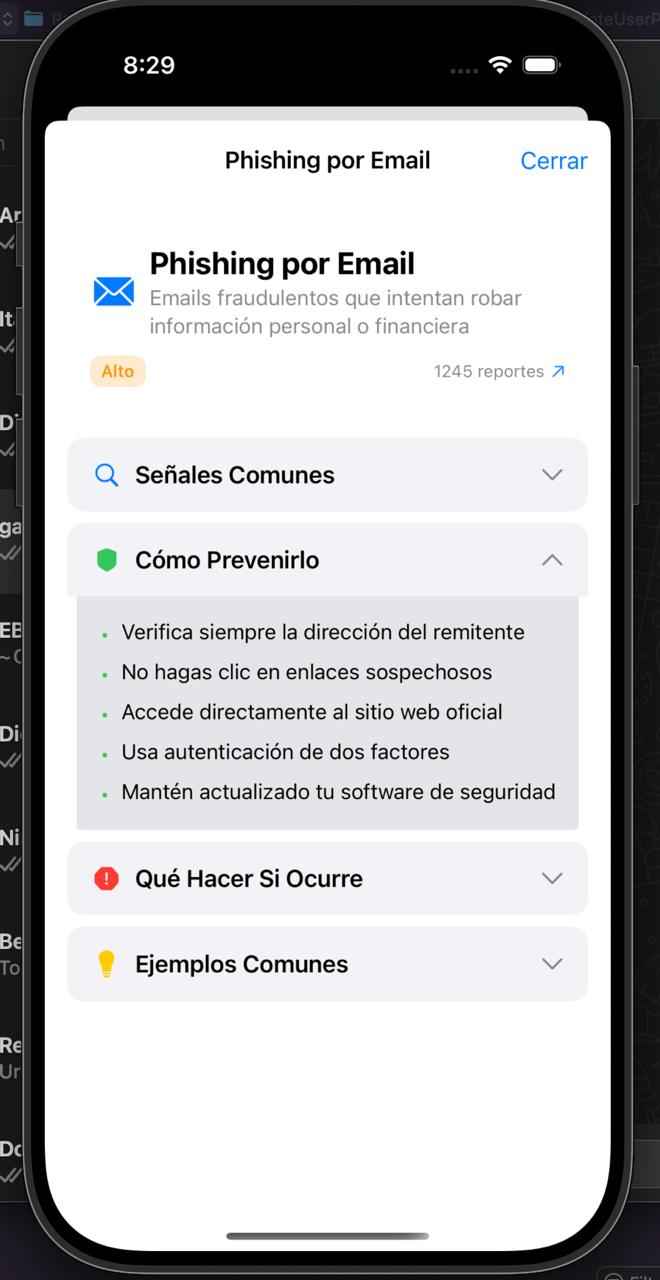 8:29
Phishing por Email
Cerrar
Phishing por Email
Emails fraudulentos que intentan robar
información personal o financiera
Alto
1245 reportes
Señales Comunes
Cómo Prevenirlo
• Verifica siempre la dirección del remitente
• No hagas clic en enlaces sospechosos
• Accede directamente al sitio web oficial
• Usa autenticación de dos factores
• Mantén actualizado tu software de seguridad
Qué Hacer Si Ocurre
Ejemplos Comunes